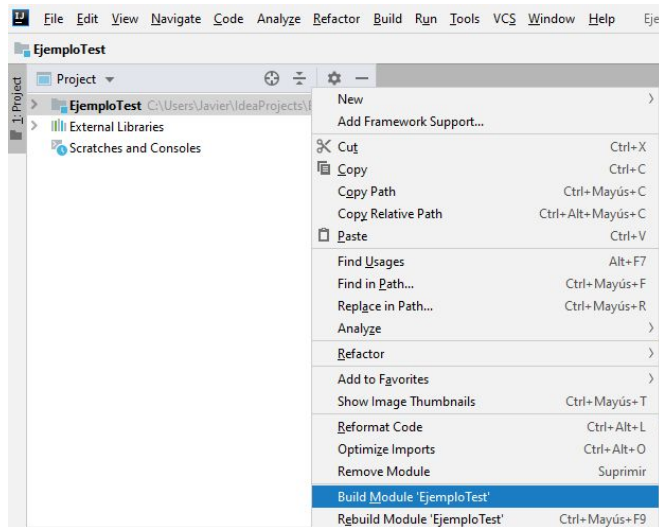 IJ File Edit View Navigate Code Analyze Refactor Build Run Tools VCS Window Help Eje
EjemploTest
1: Project
Project
EjemploTest C:\Users\Javier\IdeaProjects\
External Libraries
Scratches and Consoles
New
Add Framework Support...
Cut Ctrl+X
Copy Ctrl+C
Copy Path Ctrl+Mayús+C
Copy Relative Path Ctrl+Alt+Mayús+C
Paste Ctrl+V
Find Usages Alt+F7
Find in Path... Ctrl+Mayús+F
Replace in Path... Ctrl+Mayús+R
Analyze
Refactor
Add to Favorites
Show Image Thumbnails Ctrl+Mayús+T
Reformat Code Ctrl+Alt+L
Optimize Imports Ctrl+Alt+O
Remove Module Suprimir
Build Module 'EjemploTest'
Rebuild Module 'EjemploTest' Ctrl+Mayús+F9